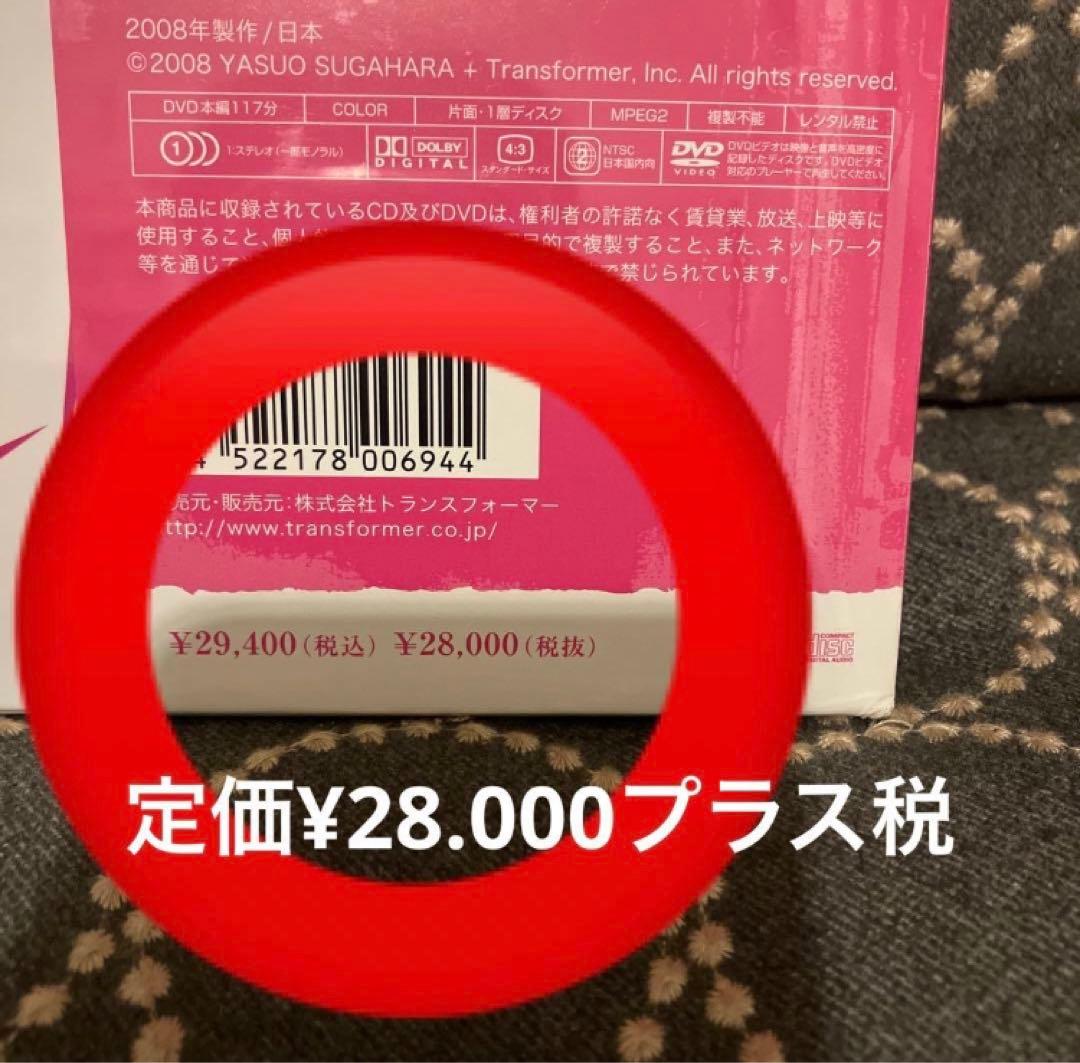 2008年製作/日本
©2008 YASUO SUGAHARA + Transformer, Inc. All rights reserved.
DVD本編117分 COLOR 片面・1層ディスク MPEG2 複製不能 レンタル禁止
1 1:ステレオ(一部モノラル) DOLBY DIGITAL 4:3 スタンダード・サイズ 2 NTSC 日本国内向 DVD VIDEO DVDビデオは映像と音声を高密度に
記録したディスクです。DVDビデオ
対応のプレーヤーで再生してください。
本商品に収録されているCD及びDVDは、権利者の許諾なく賃貸業、放送、上映等に
使用すること、個 目的で複製すること、また、ネットワーク
等を通じて で禁じられています。
4 522178 006944
売元・販売元:株式会社トランスフォーマー
ttp://www.transformer.co.jp/
¥29,400(税込) ¥28,000(税抜)
COMPACT disc DIGITAL AUDIO
定価¥28.000プラス税